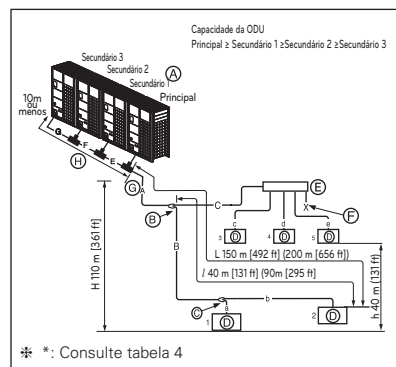 Capacidade da ODU
Principal ≥ Secundário 1 ≥Secundário 2 ≥Secundário 3
Secundário 3
Secundário 2
Secundário 1
A
Principal
10m
ou
menos
G
F
E
H
G
A
B
C
E
X
F
c
d
e
3
D
4
D
5
D
L 150 m [492 ft] (200 m [656 ft])
l 40 m [131 ft] (90m [295 ft]
H 110 m [361 ft]
h 40 m (131 ft)
B
C
a
b
1
D
2
D
*: Consulte tabela 4